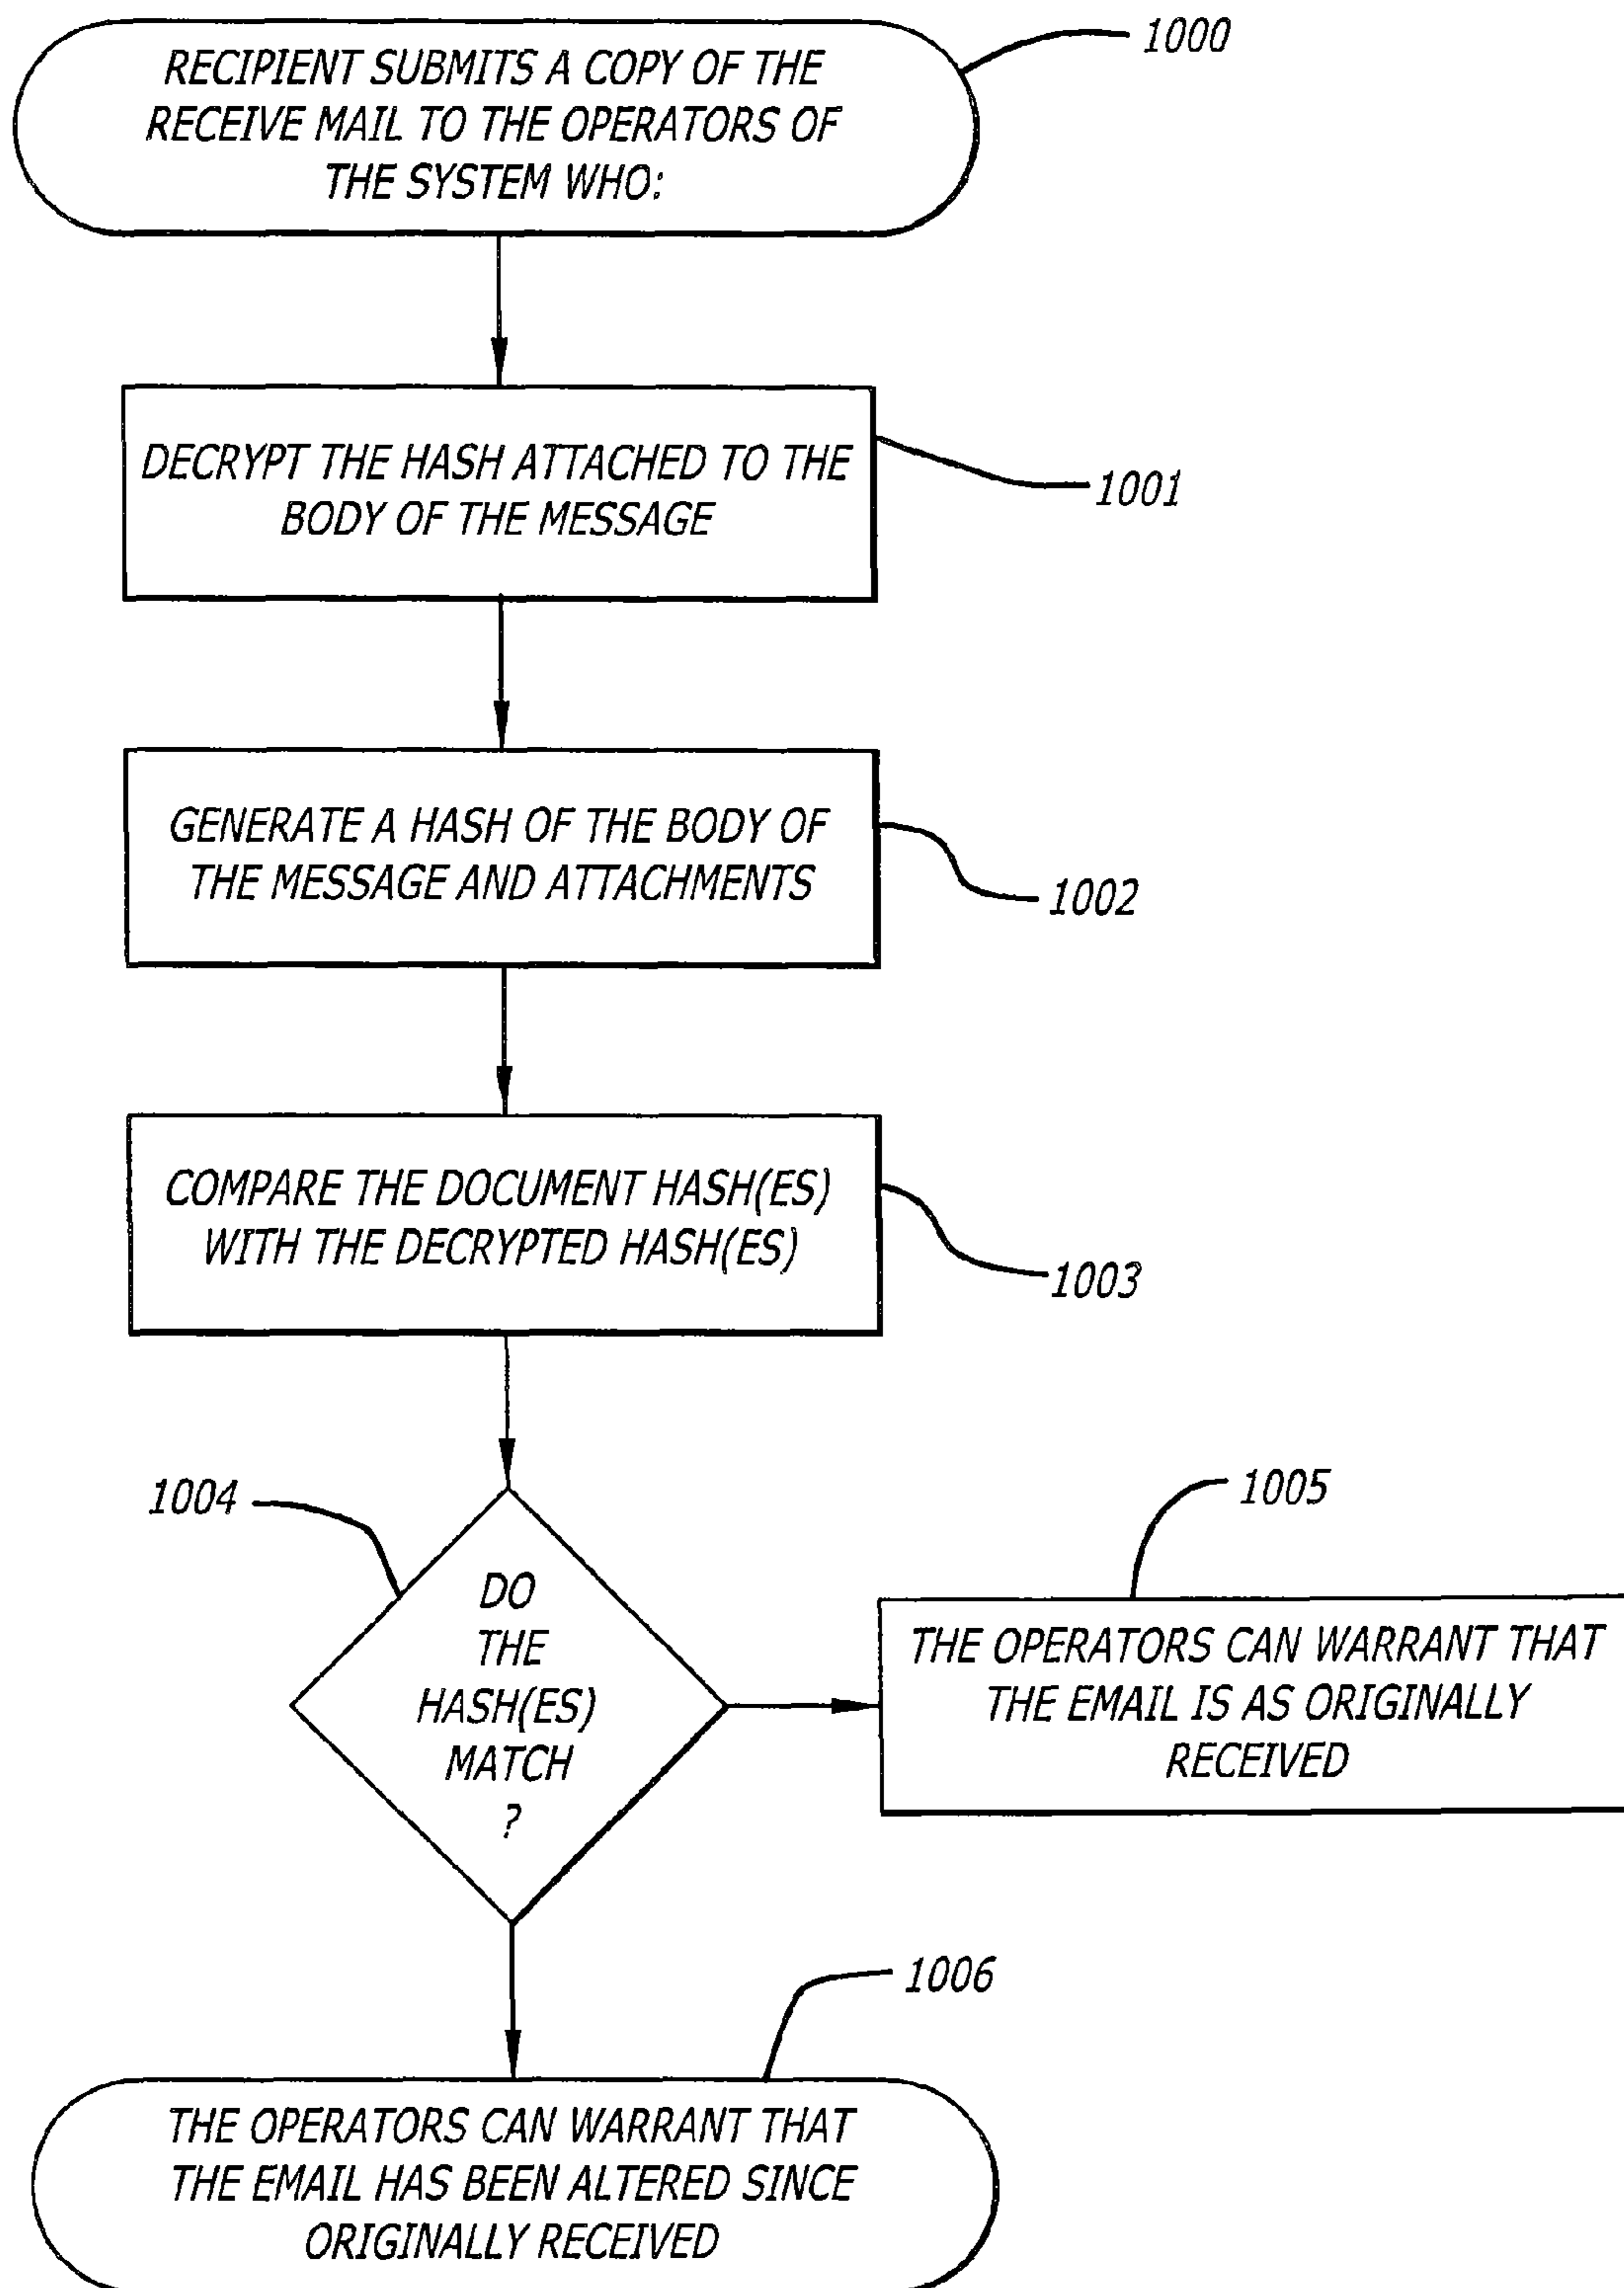 1000
RECIPIENT SUBMITS A COPY OF THE
RECEIVE MAIL TO THE OPERATORS OF
THE SYSTEM WHO:
DECRYPT THE HASH ATTACHED TO THE
BODY OF THE MESSAGE
1001
GENERATE A HASH OF THE BODY OF
THE MESSAGE AND ATTACHMENTS
1002
COMPARE THE DOCUMENT HASH(ES)
WITH THE DECRYPTED HASH(ES)
1003
1004
DO
THE
HASH(ES)
MATCH
?
1005
THE OPERATORS CAN WARRANT THAT
THE EMAIL IS AS ORIGINALLY
RECEIVED
1006
THE OPERATORS CAN WARRANT THAT
THE EMAIL HAS BEEN ALTERED SINCE
ORIGINALLY RECEIVED